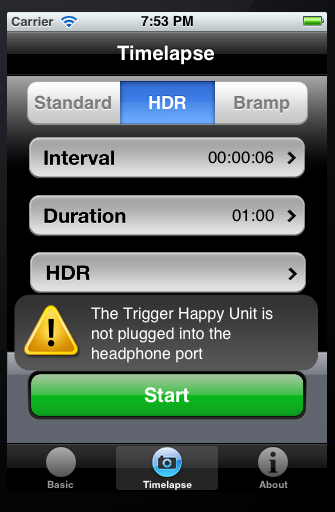 Carrier 7:53 PM
Timelapse
Standard HDR Bramp
Interval 00:00:06
Duration 01:00
HDR
The Trigger Happy Unit is
not plugged into the
headphone port
Start
Basic Timelapse About